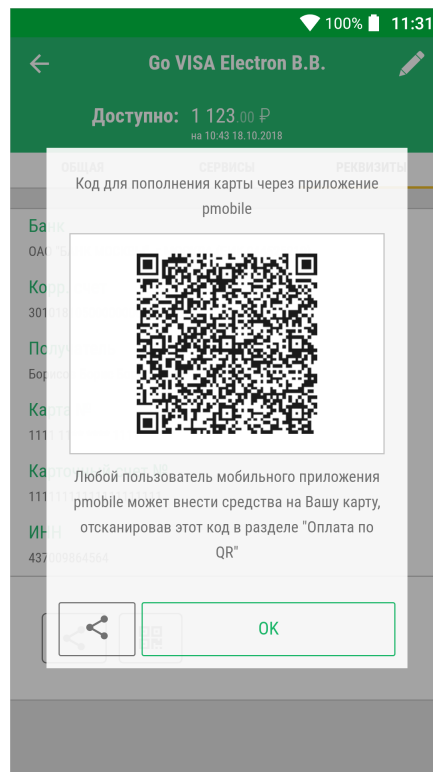 100% 11:31
Go VISA Electron B.B.
Доступно: 1 123.00 ₽
на 10:43 18.10.2018
ОБЩАЯ СЕРВИСЫ РЕКВИЗИТЫ
Код для пополнения карты через приложение
pmobile
Любой пользователь мобильного приложения
pmobile может внести средства на Вашу карту,
отсканировав этот код в разделе "Оплата по
QR"
ИНН
437009864564
OK